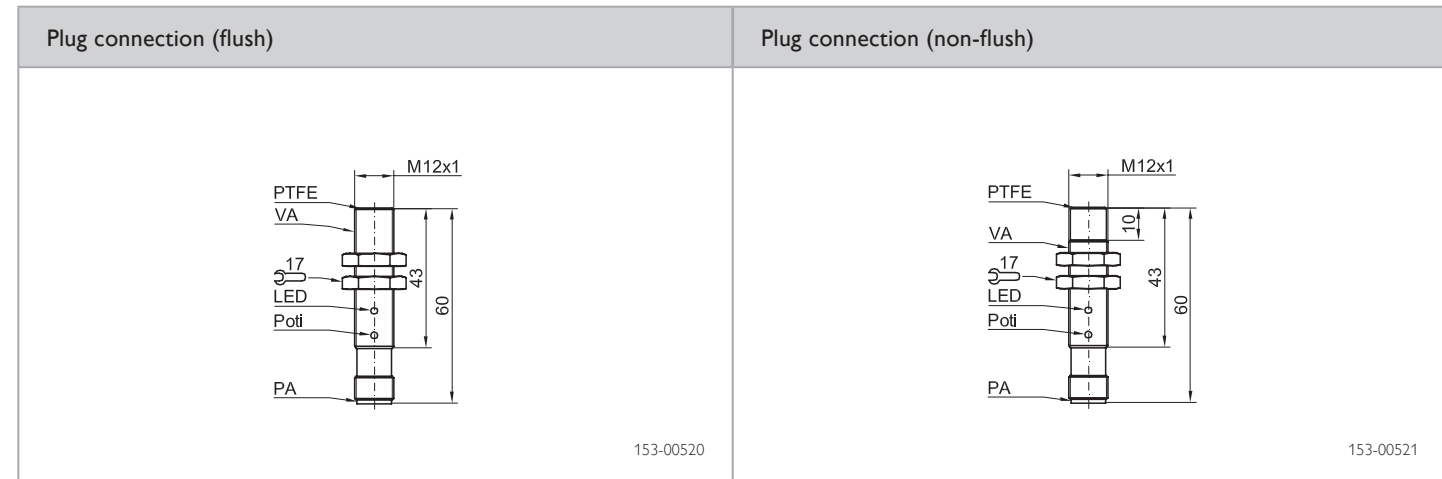 Plug connection (flush)
Plug connection (non-flush)
M12x1
PTFE
VA
17
LED
Poti
PA
43
60
153-00520
M12x1
PTFE
VA
17
LED
Poti
PA
10
43
60
153-00521